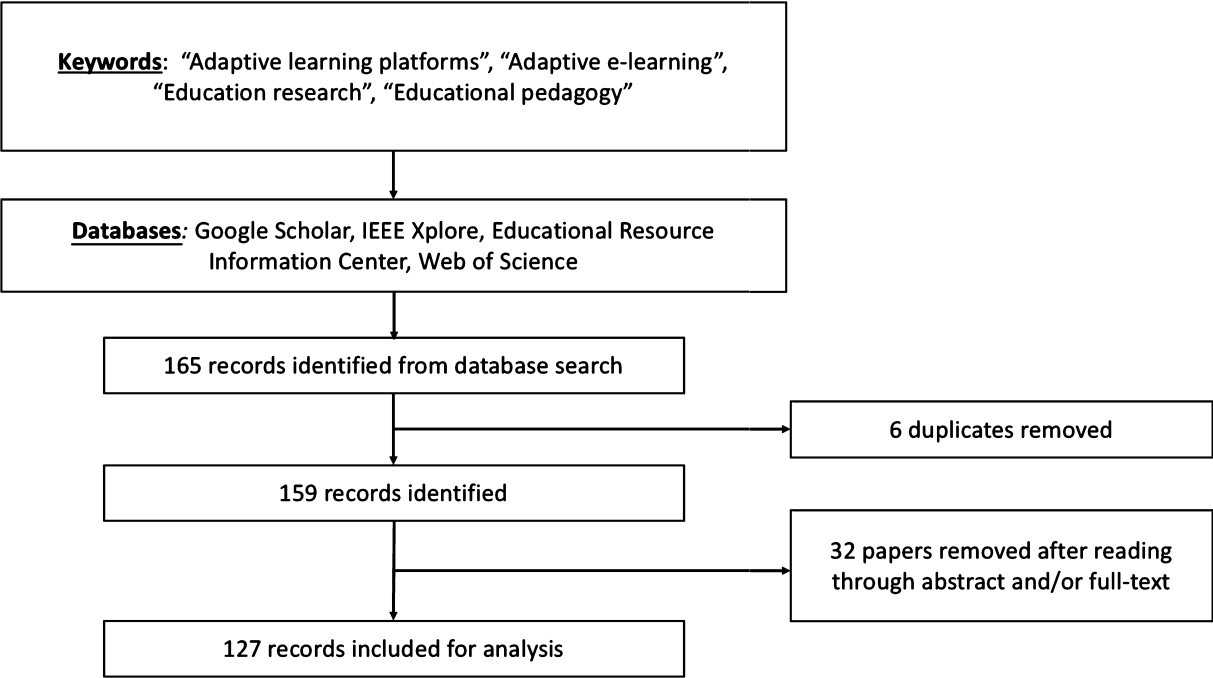 Keywords: “Adaptive learning platforms”, “Adaptive e-learning”,
“Education research”, “Educational pedagogy”
Databases: Google Scholar, IEEE Xplore, Educational Resource
Information Center, Web of Science
165 records identified from database search
6 duplicates removed
159 records identified
32 papers removed after reading
through abstract and/or full-text
127 records included for analysis